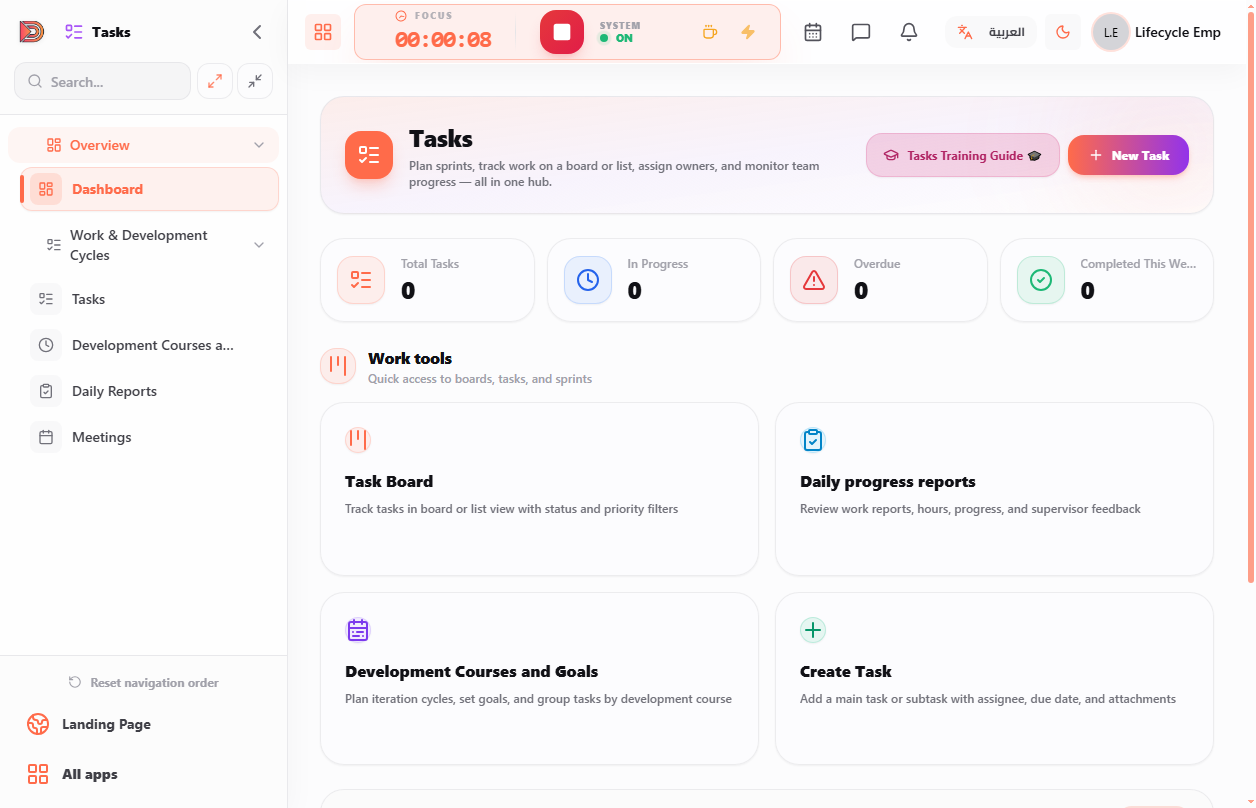 Tasks
Search...
Overview
Dashboard
Work & Development
Cycles
Tasks
Development Courses a...
Daily Reports
Meetings
Reset navigation order
Landing Page
All apps
FOCUS
00:00:08
SYSTEM
ON
العربية
L.E
Lifecycle Emp
Tasks
Plan sprints, track work on a board or list, assign owners, and monitor team
progress — all in one hub.
Tasks Training Guide 🎓
New Task
Total Tasks
0
In Progress
0
Overdue
0
Completed This We...
0
Work tools
Quick access to boards, tasks, and sprints
Task Board
Track tasks in board or list view with status and priority filters
Daily progress reports
Review work reports, hours, progress, and supervisor feedback
Development Courses and Goals
Plan iteration cycles, set goals, and group tasks by development course
Create Task
Add a main task or subtask with assignee, due date, and attachments